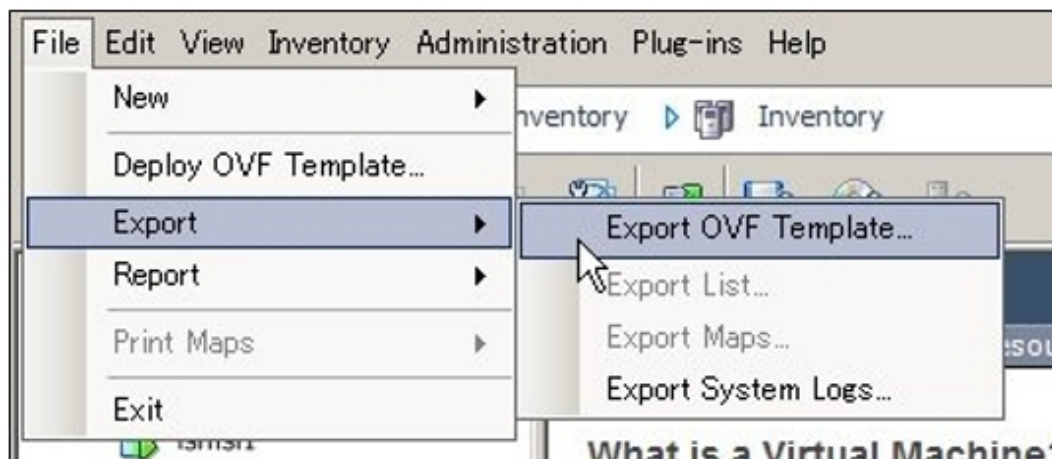 File Edit View Inventory Administration Plug-ins Help
New
nventory Inventory
Deploy OVF Template...
Export
Export OVF Template...
Report
Export List...
Print Maps
Export Maps...
Exit
Export System Logs...
What is a Virtual Machine?